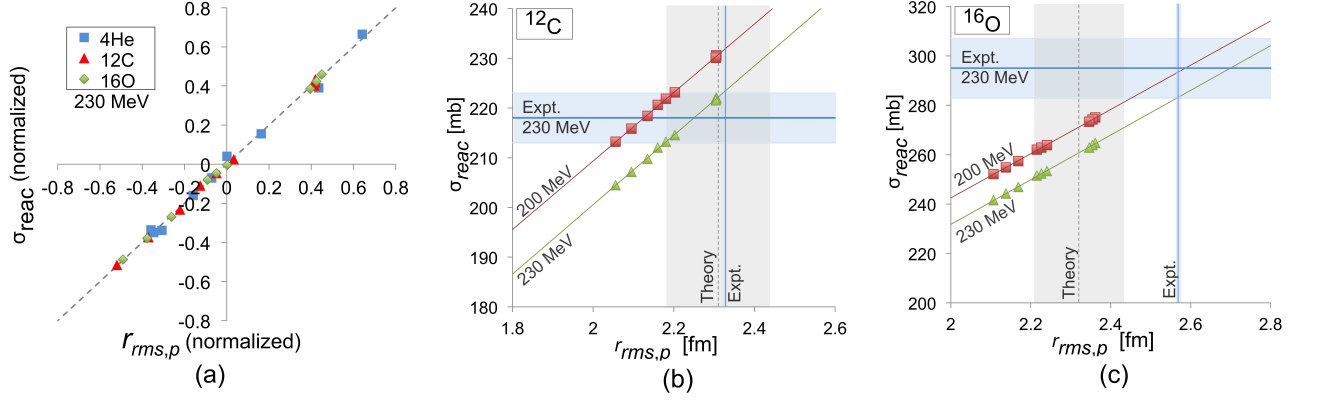 σreac (normalized)
0.8
0.6
0.4
0.2
0
-0.2
-0.4
-0.6
-0.8
-0.8 -0.6 -0.4 -0.2 0 0.2 0.4 0.6 0.8
4He
12C
16O
230 MeV
rrms,p (normalized)
(a)
σreac [mb]
240
230
220
210
200
190
180
12C
Expt.
230 MeV
200 MeV
230 MeV
Theory
Expt.
1.8 2 2.2 2.4 2.6
rrms,p [fm]
(b)
σreac [mb]
320
300
280
260
240
220
200
16O
Expt.
230 MeV
200 MeV
230 MeV
Theory
Expt.
2 2.2 2.4 2.6 2.8
rrms,p [fm]
(c)